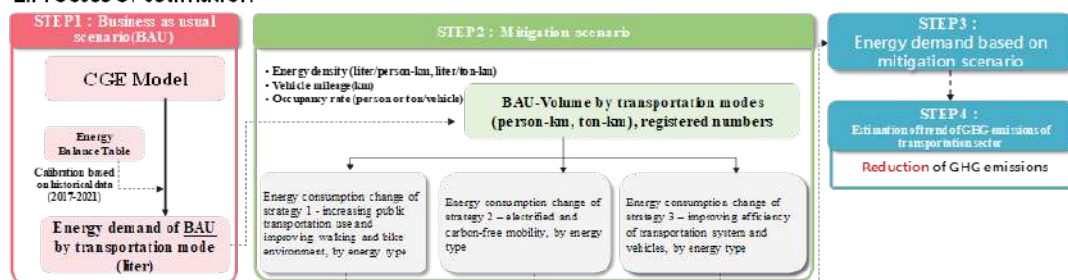 STEP1：Business as usual
scenario(BAU)
CGE Model
Energy
Balance Table
Calibration based
on historical data
(2017-2021)
Energy demand of BAU
by transportation mode
(liter)
STEP2：Mitigation scenario
• Energy density (liter/person-km, liter/ton-km)
• Vehicle mileage(km)
• Occupancy rate (person or ton/vehicle)
BAU-Volume by transportation modes
(person-km, ton-km), registered numbers
Energy consumption change of
strategy 1 - increasing public
transportation use and
improving walking and bike
environment, by energy type
Energy consumption change of
strategy 2 – electrified and
carbon-free mobility, by energy
type
Energy consumption change of
strategy 3 – improving efficiency
of transportation system and
vehicles, by energy type
STEP3：
Energy demand based on
mitigation scenario
STEP4：
Estimation of trend of GHG emissions of
transportation sector
Reduction of GHG emissions